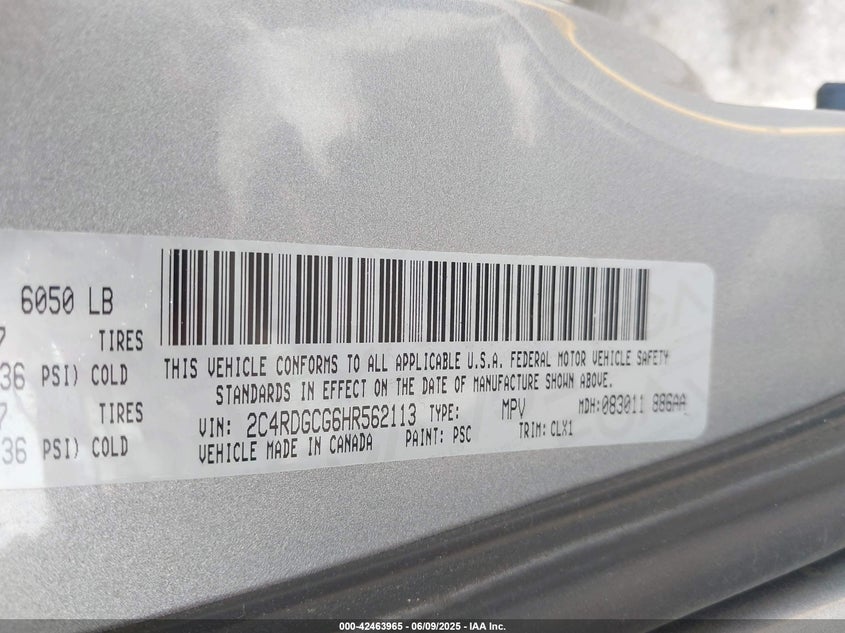 6050 LB
7 TIRES
36 PSI) COLD
7 TIRES
36 PSI) COLD
THIS VEHICLE CONFORMS TO ALL APPLICABLE U.S.A. FEDERAL MOTOR VEHICLE SAFETY
STANDARDS IN EFFECT ON THE DATE OF MANUFACTURE SHOWN ABOVE.
VIN: 2C4RDGCG6HR562113 TYPE: MPV MDH: 083011 886AA
VEHICLE MADE IN CANADA PAINT: PSC TRIM: CLX1
000-42463965 - 06/09/2025 - IAA Inc.